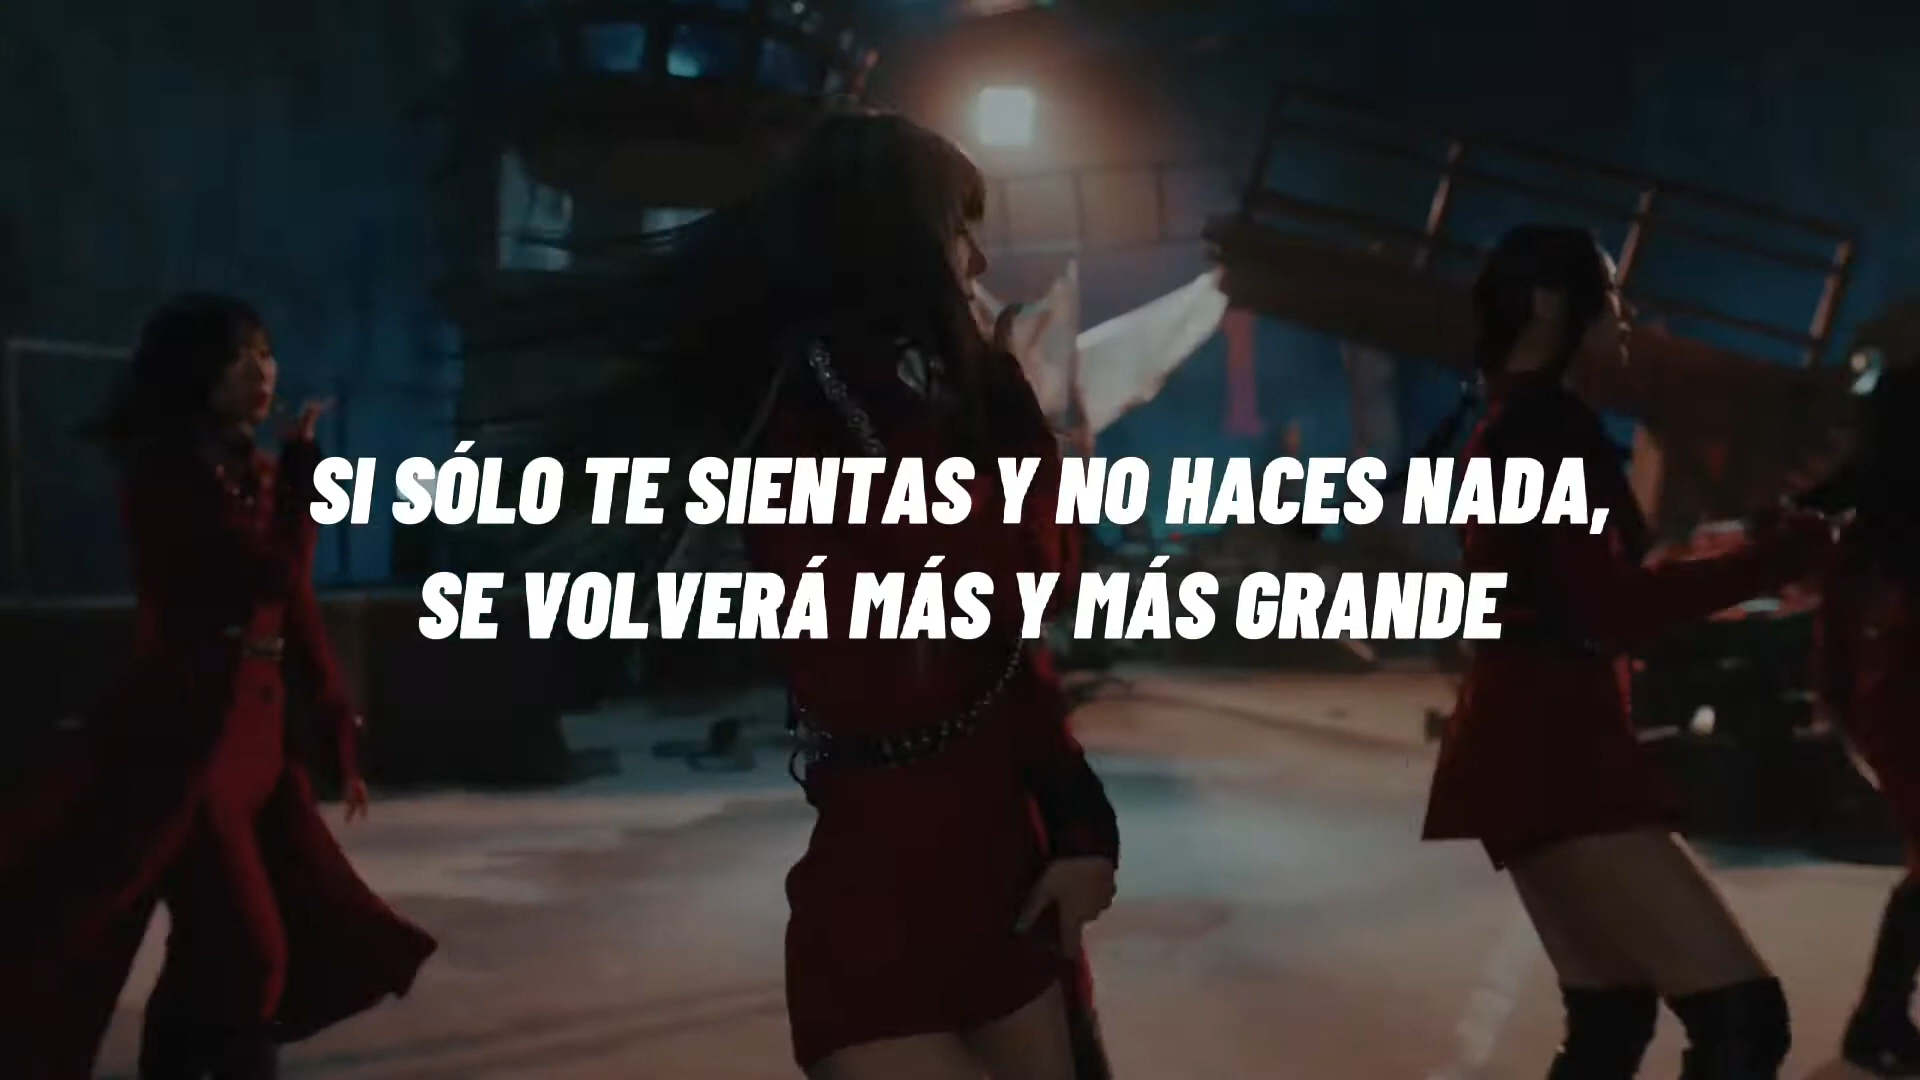 SI SÓLO TE SIENTAS Y NO HACES NADA,
SE VOLVERÁ MÁS Y MÁS GRANDE